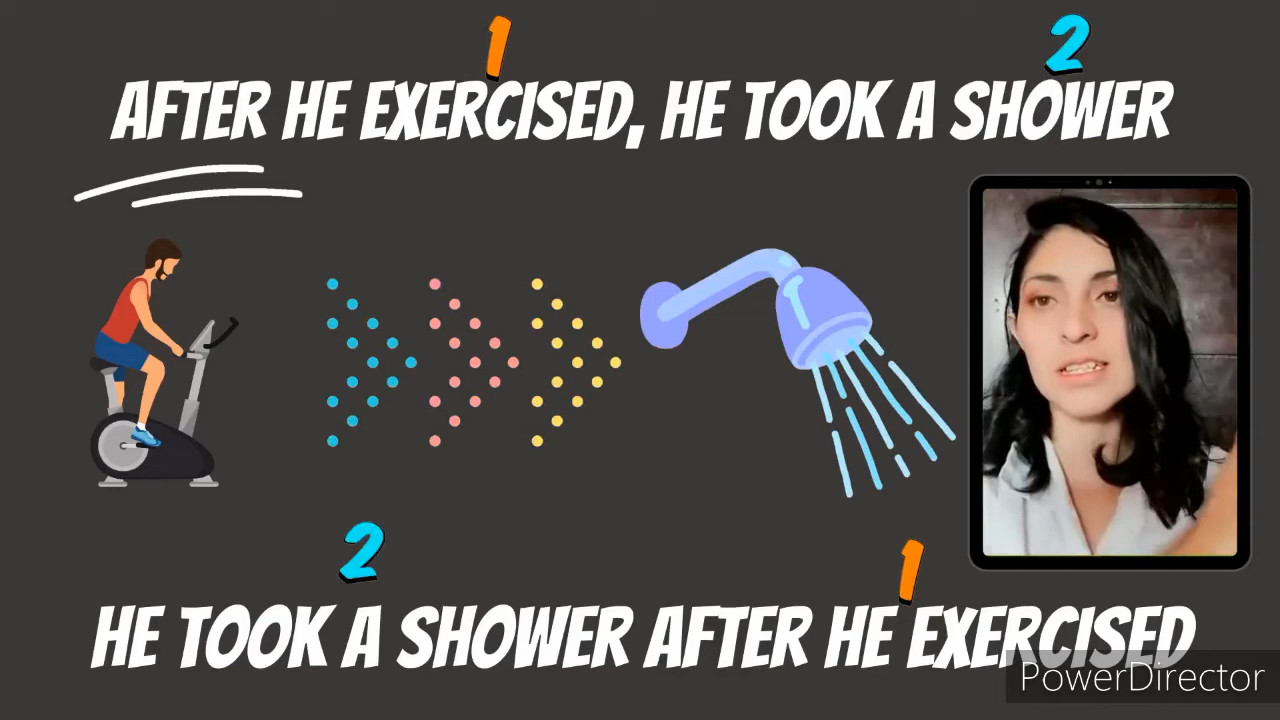 1 2
AFTER HE EXERCISED, HE TOOK A SHOWER
2 1
HE TOOK A SHOWER AFTER HE EXERCISED
PowerDirector